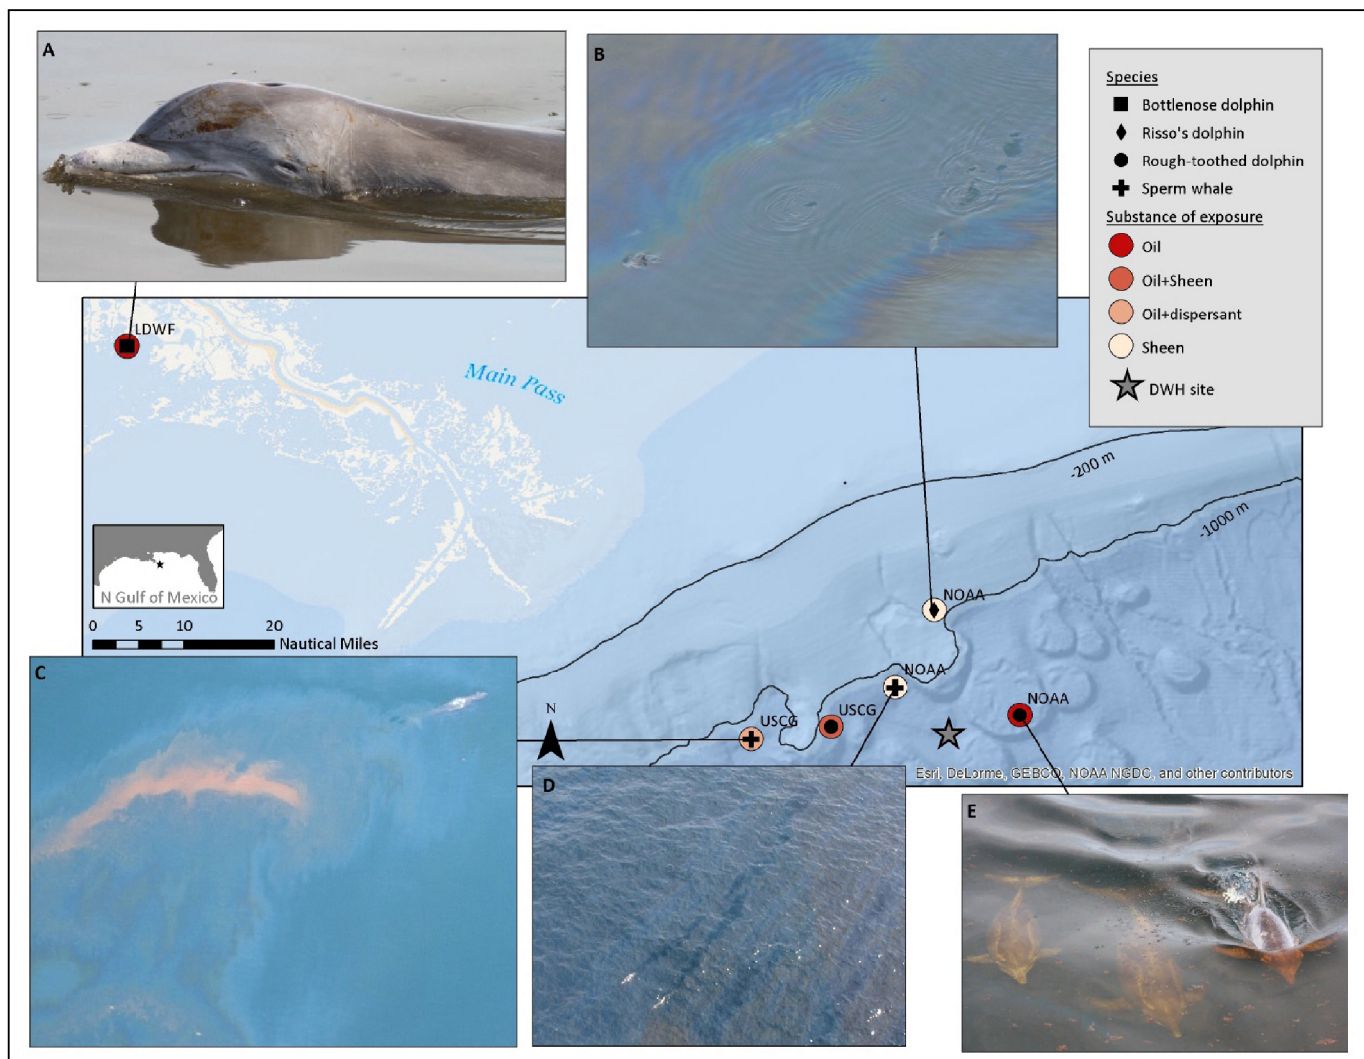 A
B
Species
Bottlenose dolphin
Risso's dolphin
Rough-toothed dolphin
Sperm whale
Substance of exposure
Oil
Oil+Sheen
Oil+dispersant
Sheen
DWH site
LDWF
Main Pass
-200 m
-1000 m
N Gulf of Mexico
0 5 10 20
Nautical Miles
NOAA
NOAA
NOAA
USCG
USCG
N
Esri, DeLorme, GEBCO, NOAA NGDC, and other contributors
C
D
E